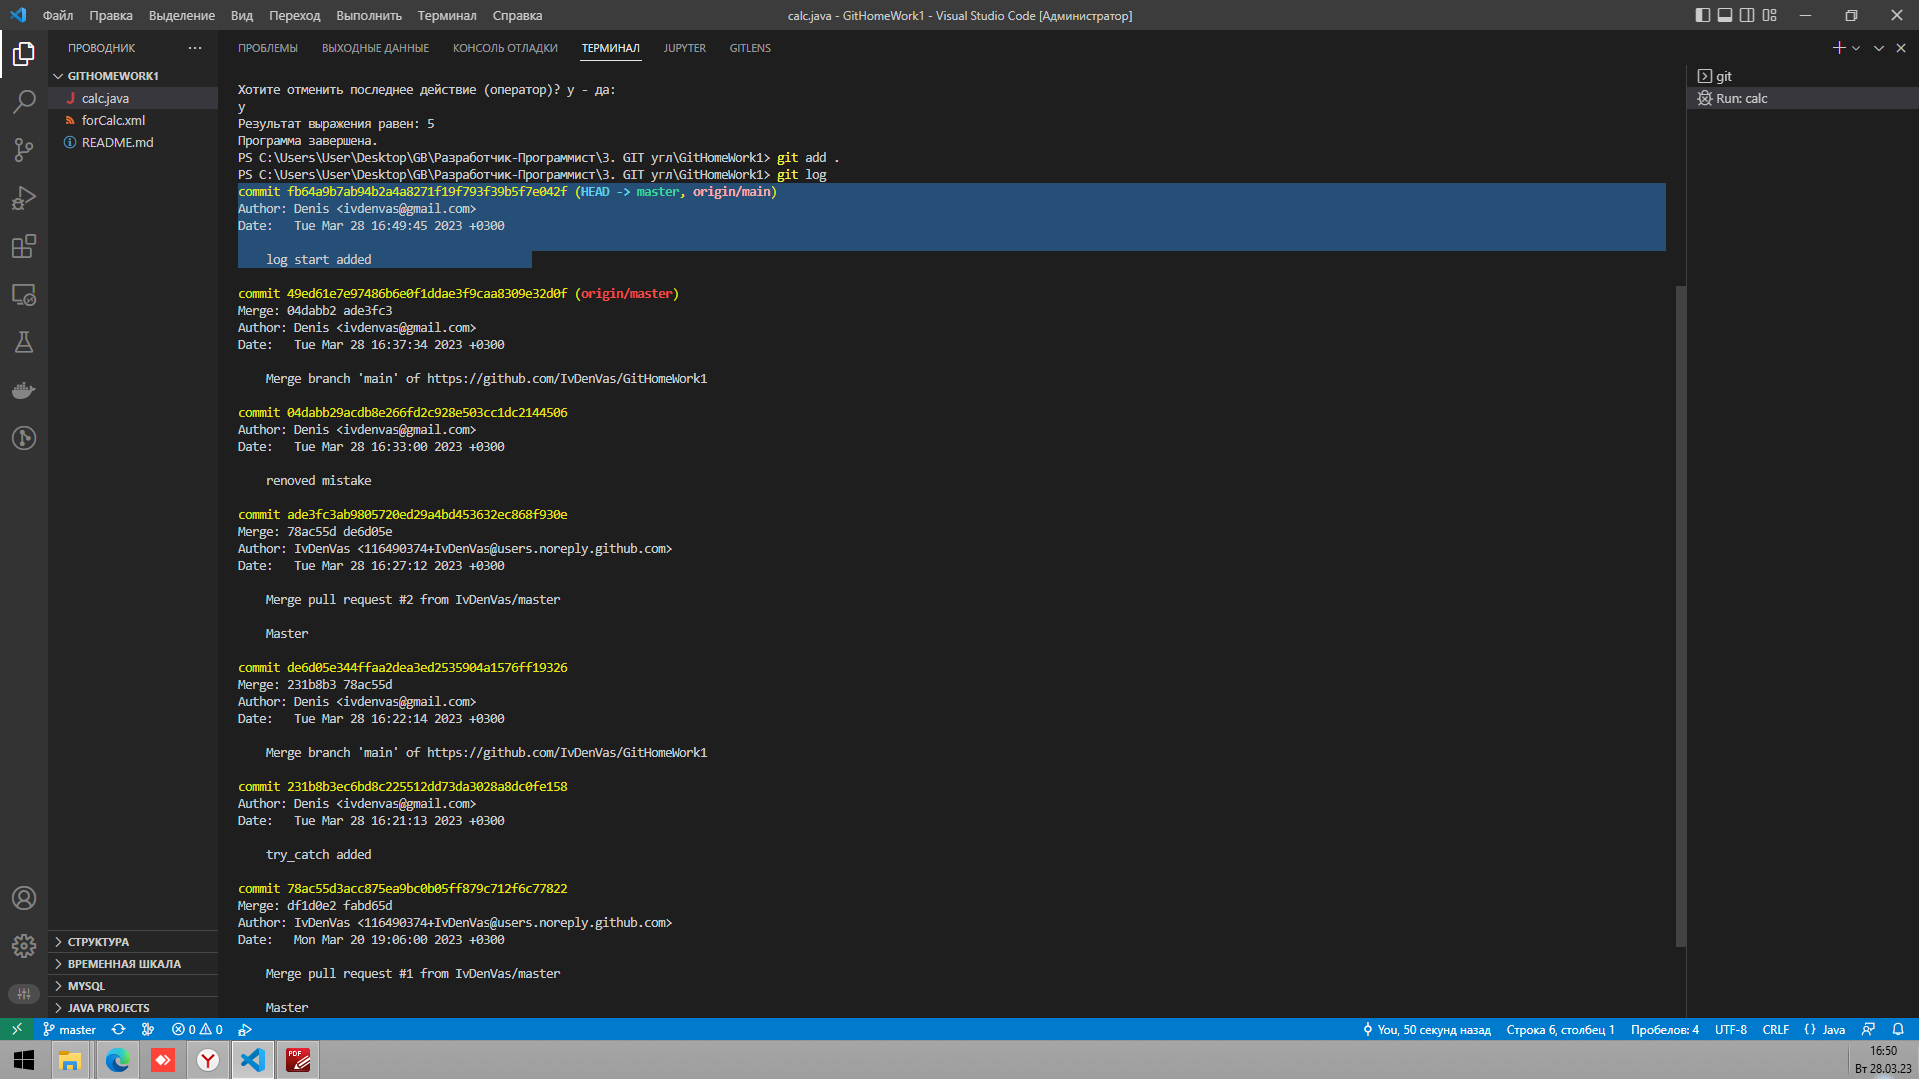 Файл Правка Выделение Вид Переход Выполнить Терминал Справка
calc.java - GitHomeWork1 - Visual Studio Code [Администратор]
ПРОВОДНИК
GITHOMEWORK1
J calc.java
forCalc.xml
README.md
СТРУКТУРА
ВРЕМЕННАЯ ШКАЛА
MYSQL
JAVA PROJECTS
ПРОБЛЕМЫ ВЫХОДНЫЕ ДАННЫЕ КОНСОЛЬ ОТЛАДКИ ТЕРМИНАЛ JUPYTER GITLENS
Хотите отменить последнее действие (оператор)? y - да:
y
Результат выражения равен: 5
Программа завершена.
PS C:\Users\User\Desktop\GB\Разработчик-Программист\3. GIT угл\GitHomeWork1> git add .
PS C:\Users\User\Desktop\GB\Разработчик-Программист\3. GIT угл\GitHomeWork1> git log
commit fb64a9b7ab94b2a4a8271f19f793f39b5f7e042f (HEAD -> master, origin/main)
Author: Denis <ivdenvas@gmail.com>
Date:   Tue Mar 28 16:49:45 2023 +0300
log start added
commit 49ed61e7e97486b6e0f1ddae3f9caa8309e32d0f (origin/master)
Merge: 04dabb2 ade3fc3
Author: Denis <ivdenvas@gmail.com>
Date:   Tue Mar 28 16:37:34 2023 +0300
Merge branch 'main' of https://github.com/IvDenVas/GitHomeWork1
commit 04dabb29acdb8e266fd2c928e503cc1dc2144506
Author: Denis <ivdenvas@gmail.com>
Date:   Tue Mar 28 16:33:00 2023 +0300
renoved mistake
commit ade3fc3ab9805720ed29a4bd453632ec868f930e
Merge: 78ac55d de6d05e
Author: IvDenVas <116490374+IvDenVas@users.noreply.github.com>
Date:   Tue Mar 28 16:27:12 2023 +0300
Merge pull request #2 from IvDenVas/master
Master
commit de6d05e344ffaa2dea3ed2535904a1576ff19326
Merge: 231b8b3 78ac55d
Author: Denis <ivdenvas@gmail.com>
Date:   Tue Mar 28 16:22:14 2023 +0300
Merge branch 'main' of https://github.com/IvDenVas/GitHomeWork1
commit 231b8b3ec6bd8c225512dd73da3028a8dc0fe158
Author: Denis <ivdenvas@gmail.com>
Date:   Tue Mar 28 16:21:13 2023 +0300
try_catch added
commit 78ac55d3acc875ea9bc0b05ff879c712f6c77822
Merge: df1d0e2 fabd65d
Author: IvDenVas <116490374+IvDenVas@users.noreply.github.com>
Date:   Mon Mar 20 19:06:00 2023 +0300
Merge pull request #1 from IvDenVas/master
Master
git
Run: calc
master 0 0 You, 50 секунд назад Строка 6, столбец 1 Пробелов: 4 UTF-8 CRLF {} Java
PDF
16:50
Вт 28.03.23